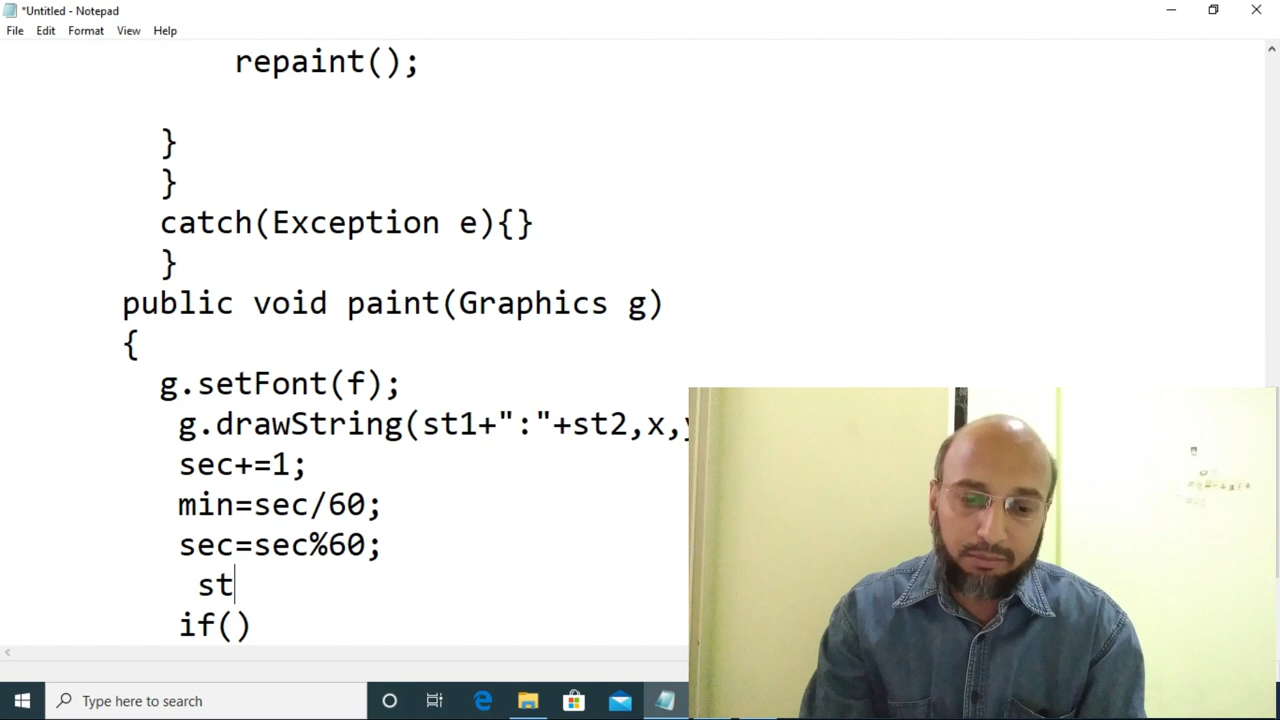 *Untitled - Notepad
File Edit Format View Help
repaint();
}
}
catch(Exception e){}
}
public void paint(Graphics g)
{
g.setFont(f);
g.drawString(st1+":"+st2,x,
sec+=1;
min=sec/60;
sec=sec%60;
st
if()
Type here to search